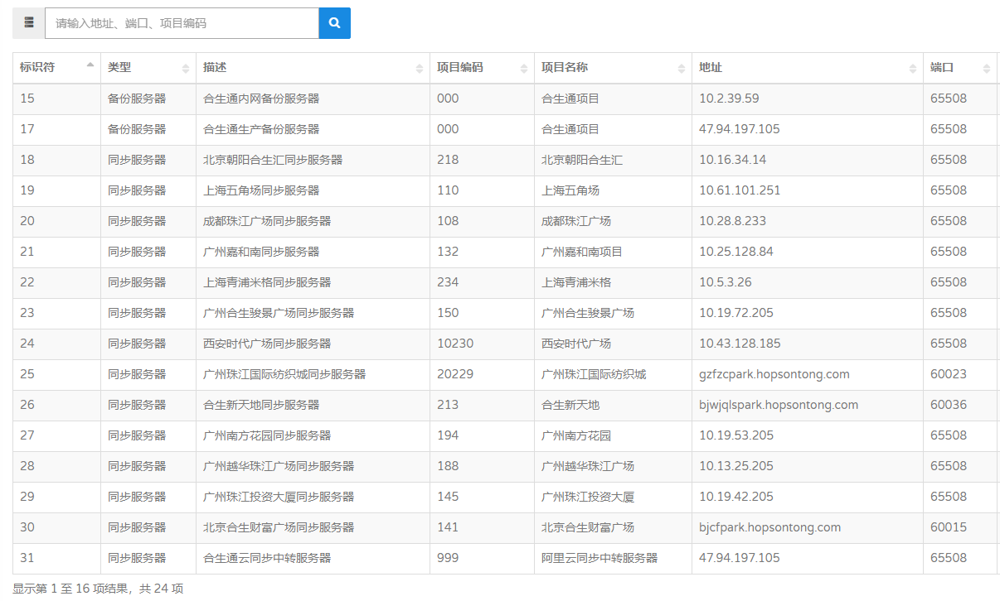 请输入地址、端口、项目编码
标识符 类型 描述 项目编码 项目名称 地址 端口
15 备份服务器 合生通内网备份服务器 000 合生通项目 10.2.39.59 65508
17 备份服务器 合生通生产备份服务器 000 合生通项目 47.94.197.105 65508
18 同步服务器 北京朝阳合生汇同步服务器 218 北京朝阳合生汇 10.16.34.14 65508
19 同步服务器 上海五角场同步服务器 110 上海五角场 10.61.101.251 65508
20 同步服务器 成都珠江广场同步服务器 108 成都珠江广场 10.28.8.233 65508
21 同步服务器 广州嘉和南同步服务器 132 广州嘉和南项目 10.25.128.84 65508
22 同步服务器 上海青浦米格同步服务器 234 上海青浦米格 10.5.3.26 65508
23 同步服务器 广州合生骏景广场同步服务器 150 广州合生骏景广场 10.19.72.205 65508
24 同步服务器 西安时代广场同步服务器 10230 西安时代广场 10.43.128.185 65508
25 同步服务器 广州珠江国际纺织城同步服务器 20229 广州珠江国际纺织城 gzfzcpark.hopsontong.com 60023
26 同步服务器 合生新天地同步服务器 213 合生新天地 bjwjqlspark.hopsontong.com 60036
27 同步服务器 广州南方花园同步服务器 194 广州南方花园 10.19.53.205 65508
28 同步服务器 广州越华珠江广场同步服务器 188 广州越华珠江广场 10.13.25.205 65508
29 同步服务器 广州珠江投资大厦同步服务器 145 广州珠江投资大厦 10.19.42.205 65508
30 同步服务器 北京合生财富广场同步服务器 141 北京合生财富广场 bjcfpark.hopsontong.com 60015
31 同步服务器 合生通云同步中转服务器 999 阿里云同步中转服务器 47.94.197.105 65508
显示第 1 至 16 项结果，共 24 项